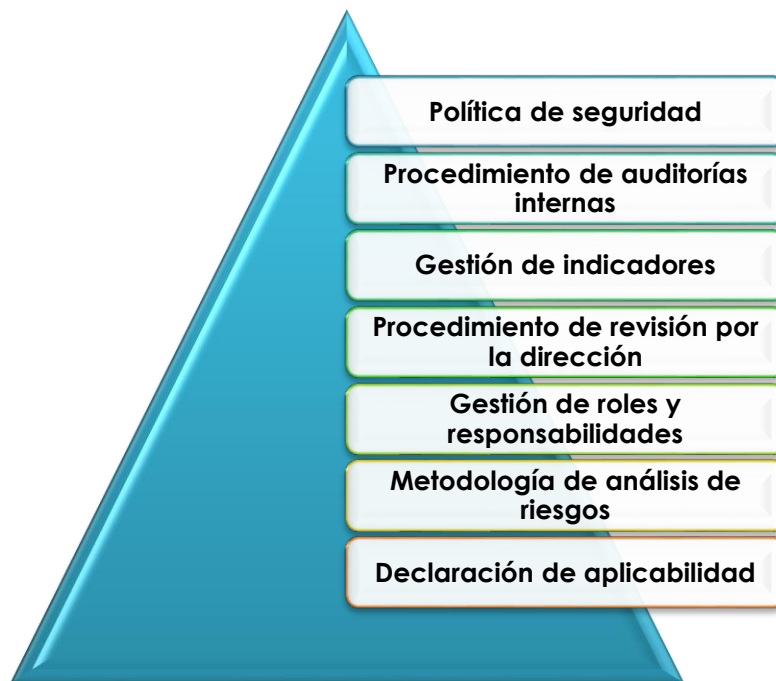 Política de seguridad
Procedimiento de auditorías
internas
Gestión de indicadores
Procedimiento de revisión por
la dirección
Gestión de roles y
responsabilidades
Metodología de análisis de
riesgos
Declaración de aplicabilidad